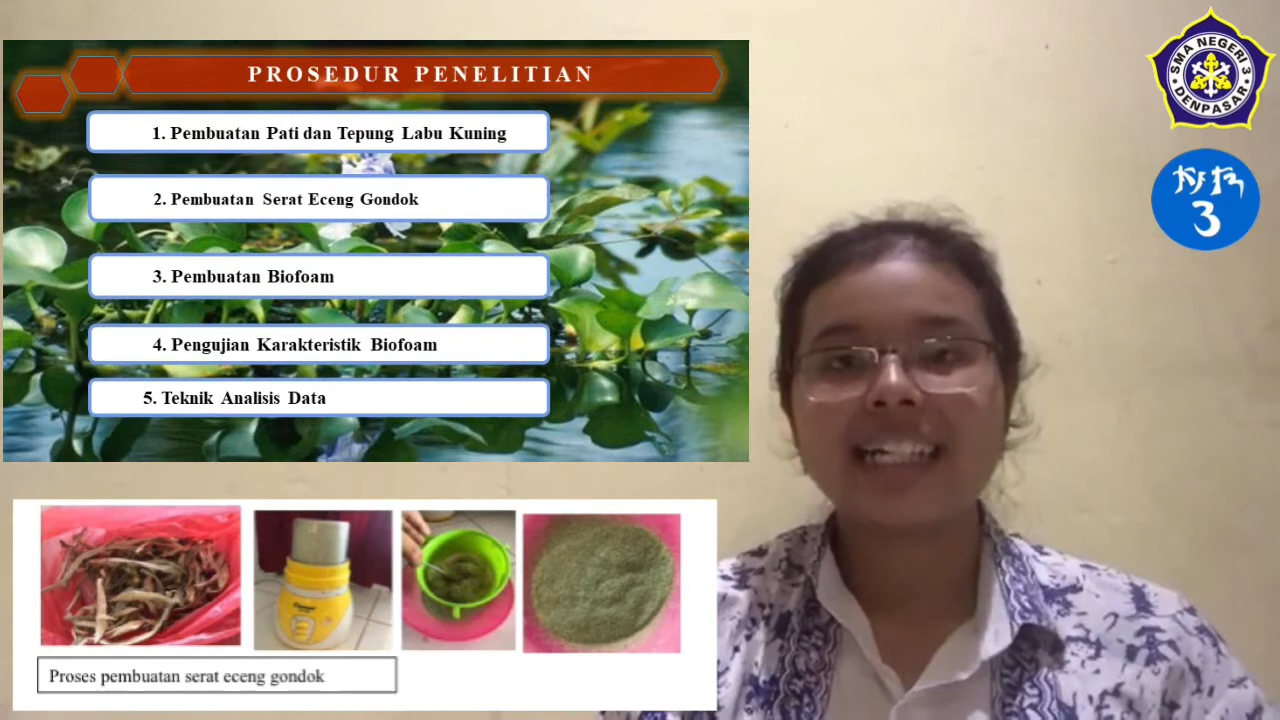 PROSEDUR PENELITIAN
1. Pembuatan Pati dan Tepung Labu Kuning
2. Pembuatan Serat Eceng Gondok
3. Pembuatan Biofoam
4. Pengujian Karakteristik Biofoam
5. Teknik Analisis Data
Proses pembuatan serat eceng gondok
SMA NEGERI 3
DENPASAR
3